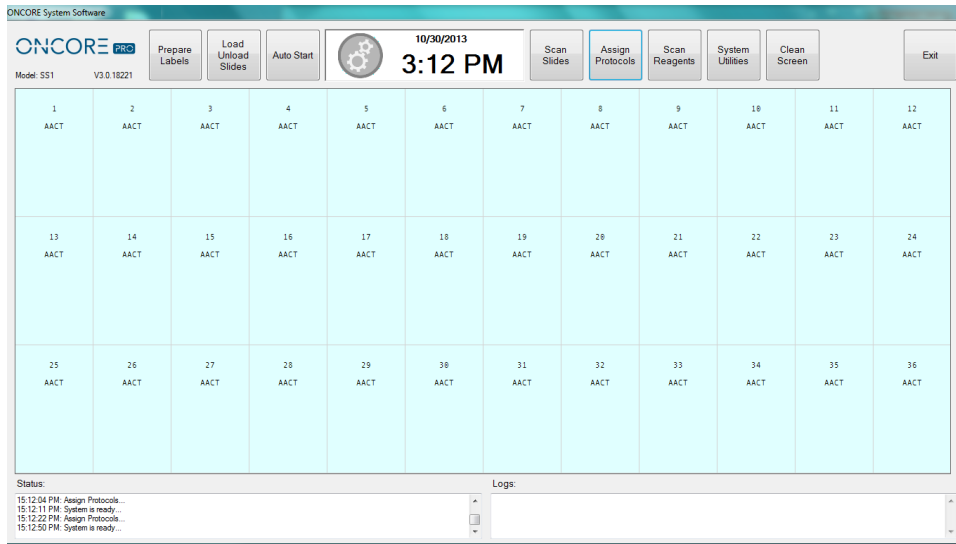 ONCORE System Software
ONCORE PRO
Model: SS1 V3.0.18221
Prepare
Labels
Load
Unload
Slides
Auto Start
10/30/2013
3:12 PM
Scan
Slides
Assign
Protocols
Scan
Reagents
System
Utilities
Clean
Screen
Exit
1 2 3 4 5 6 7 8 9 10 11 12
AACT AACT AACT AACT AACT AACT AACT AACT AACT AACT AACT AACT
13 14 15 16 17 18 19 20 21 22 23 24
AACT AACT AACT AACT AACT AACT AACT AACT AACT AACT AACT AACT
25 26 27 28 29 30 31 32 33 34 35 36
AACT AACT AACT AACT AACT AACT AACT AACT AACT AACT AACT AACT
Status:
15:12:04 PM: Assign Protocols...
15:12:11 PM: System is ready...
15:12:22 PM: Assign Protocols...
15:12:50 PM: System is ready...
Logs: